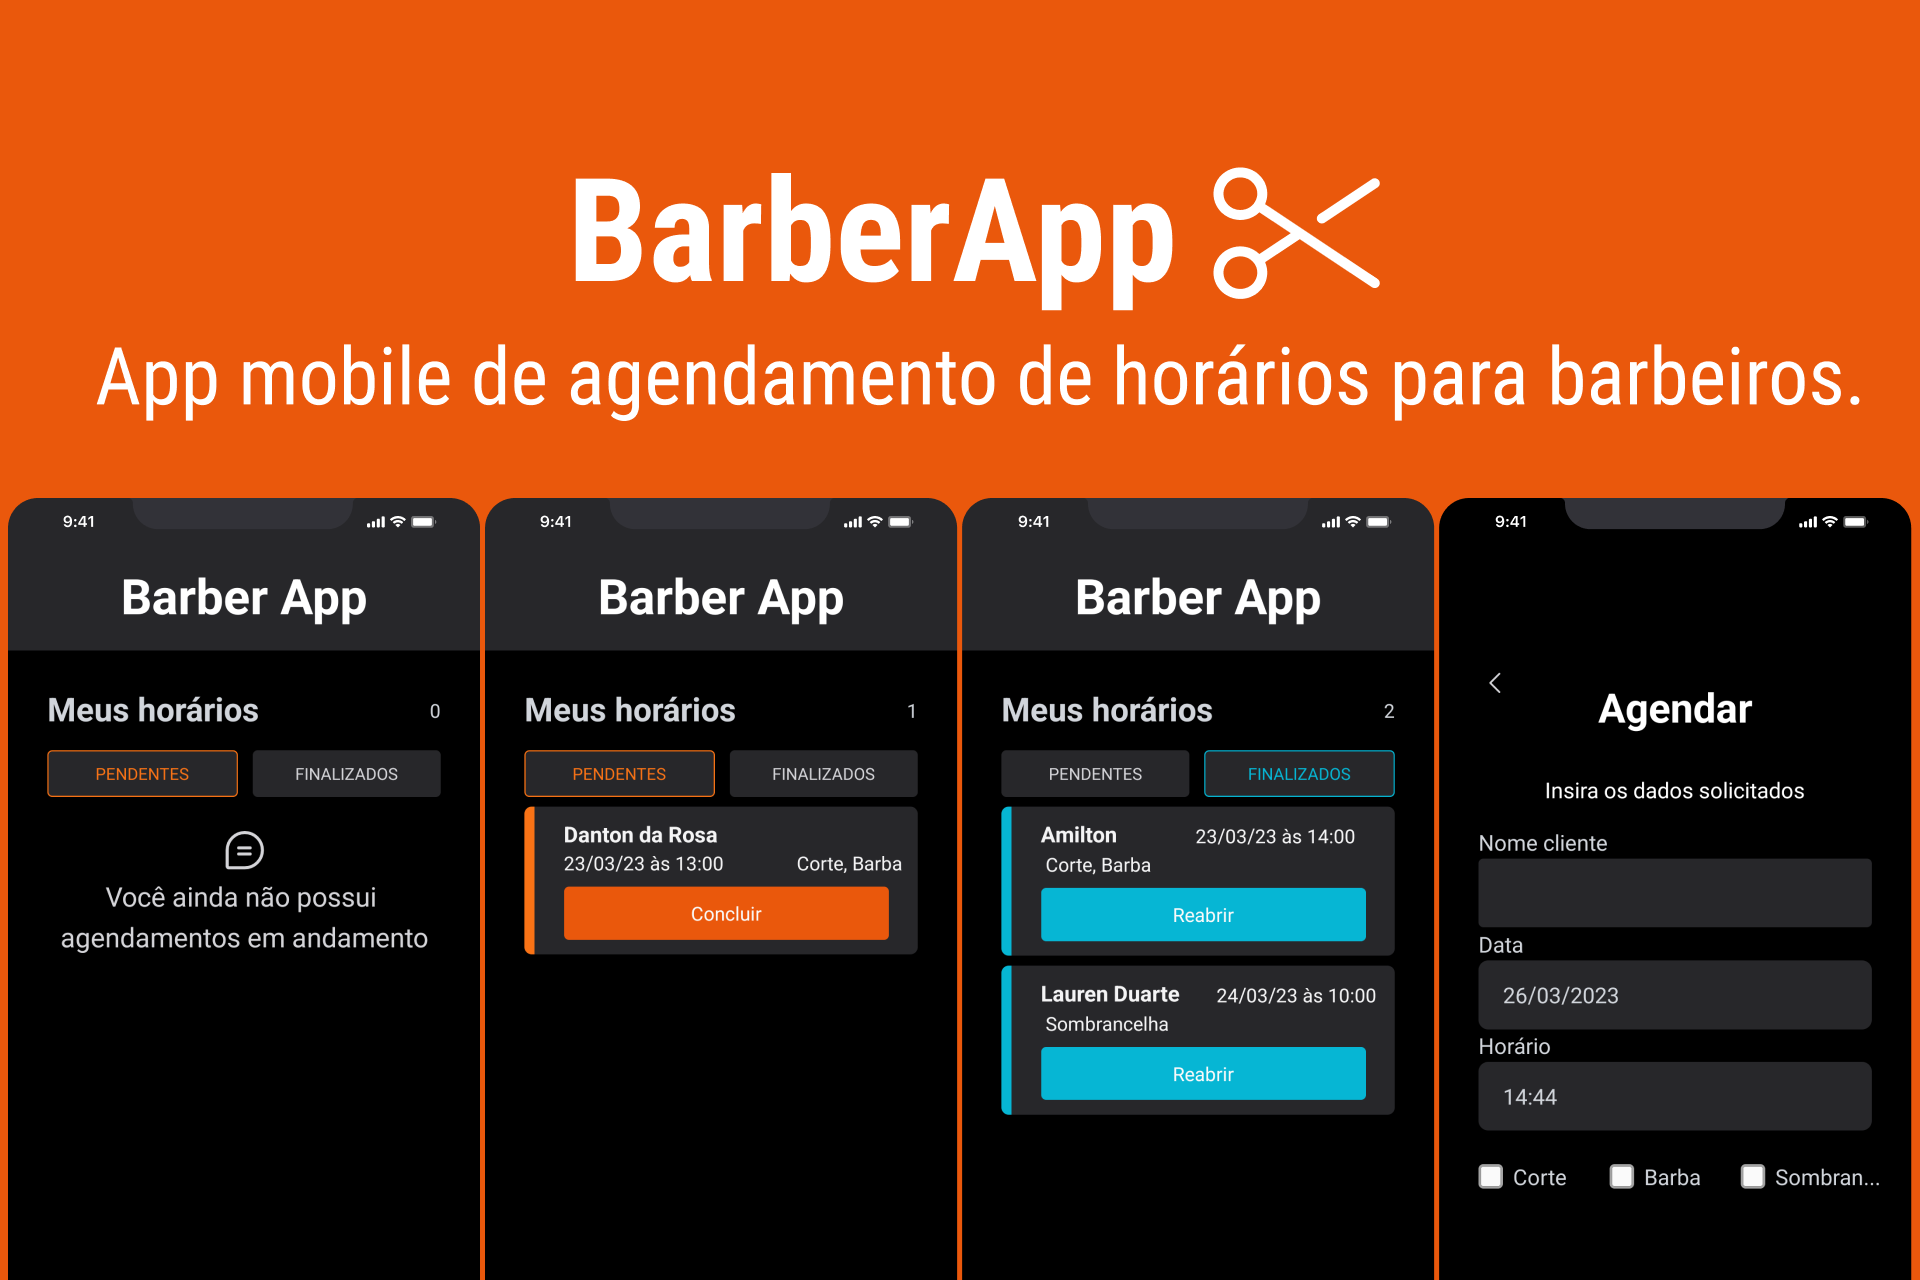 BarberApp
App mobile de agendamento de horários para barbeiros.
9:41
Barber App
Meus horários 0
PENDENTES FINALIZADOS
Você ainda não possui
agendamentos em andamento
9:41
Barber App
Meus horários 1
PENDENTES FINALIZADOS
Danton da Rosa
23/03/23 às 13:00 Corte, Barba
Concluir
9:41
Barber App
Meus horários 2
PENDENTES FINALIZADOS
Amilton 23/03/23 às 14:00
Corte, Barba
Reabrir
Lauren Duarte 24/03/23 às 10:00
Sombrancelha
Reabrir
9:41
Agendar
Insira os dados solicitados
Nome cliente
Data
26/03/2023
Horário
14:44
Corte Barba Sombran...